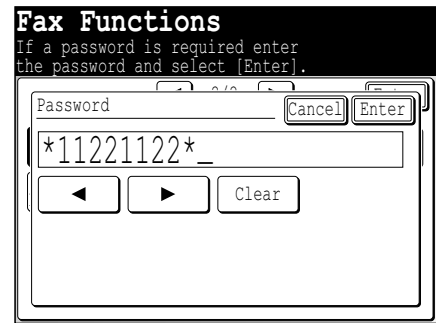 Fax Functions
If a password is required enter
the password and select [Enter].
Password
Cancel
Enter
*11221122*_
◄
►
Clear